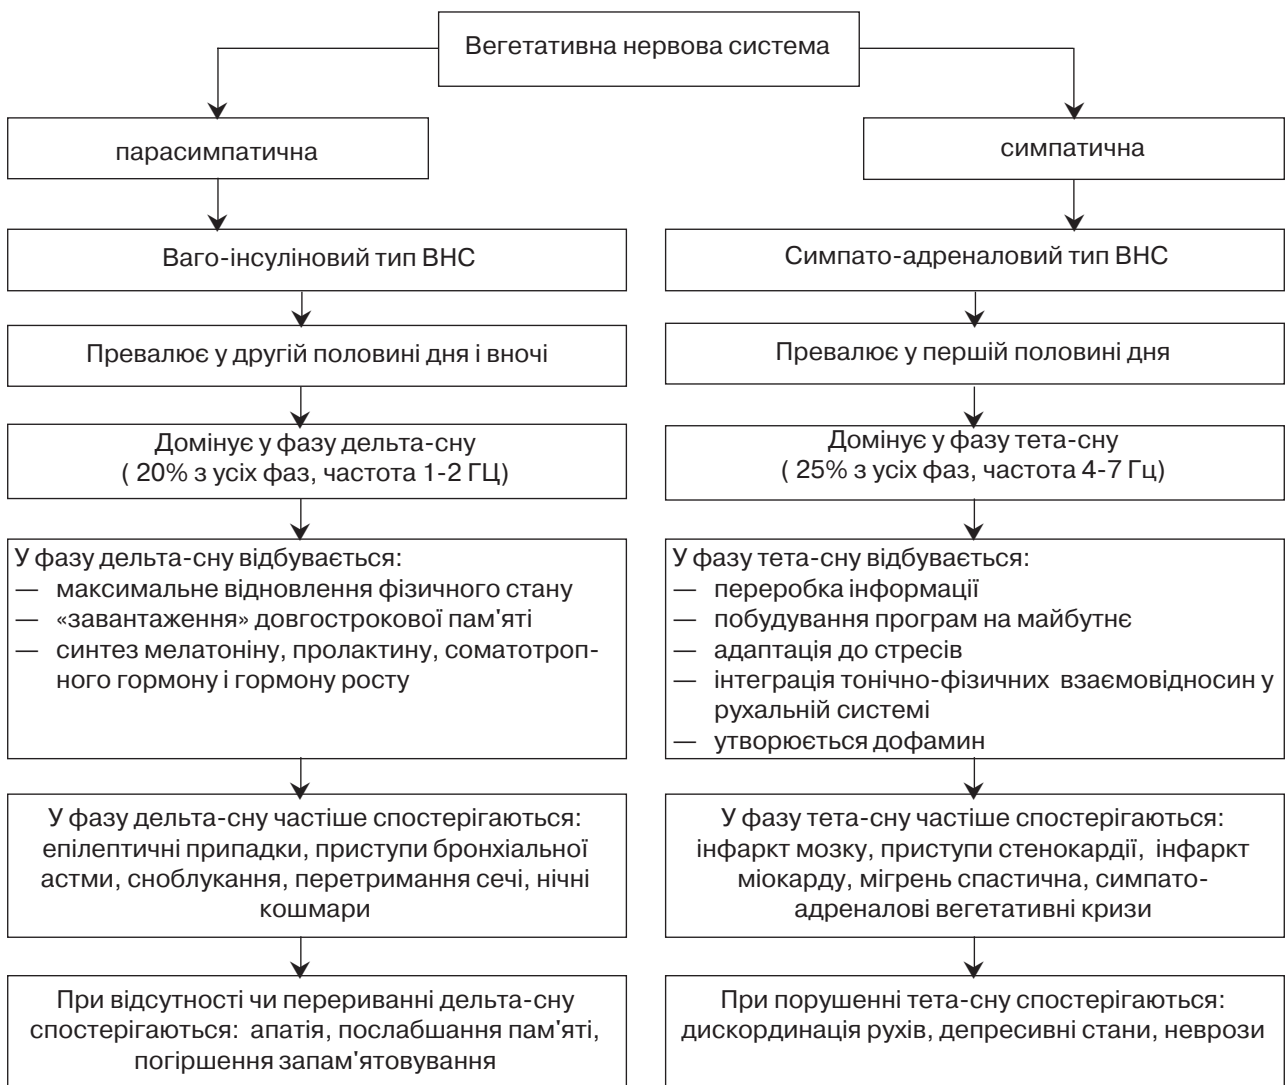 Вегетативна нервова система
парасимпатична
симпатична
Ваго-інсуліновий тип ВНС
Симпато-адреналовий тип ВНС
Превалює у другій половині дня і вночі
Превалює у першій половині дня
Домінує у фазу дельта-сну
( 20% з усіх фаз, частота 1-2 ГЦ)
Домінує у фазу тета-сну
( 25% з усіх фаз, частота 4-7 Гц)
У фазу дельта-сну відбувається:
— максимальне відновлення фізичного стану
— «завантаження» довгострокової пам'яті
— синтез мелатоніну, пролактину, соматотроп-
ного гормону і гормону росту
У фазу тета-сну відбувається:
— переробка інформації
— побудування програм на майбутнє
— адаптація до стресів
— інтеграція тонічно-фізичних взаємовідносин у
рухальній системі
— утворюється дофамин
У фазу дельта-сну частіше спостерігаються:
епілептичні припадки, приступи бронхіальної
астми, сноблукання, перетримання сечі, нічні
кошмари
У фазу тета-сну частіше спостерігаються:
інфаркт мозку, приступи стенокардії, інфаркт
міокарду, мігрень спастична, симпато-
адреналові вегетативні кризи
При відсутності чи перериванні дельта-сну
спостерігаються: апатія, послабшання пам'яті,
погіршення запам'ятовування
При порушенні тета-сну спостерігаються:
дискординація рухів, депресивні стани, неврози